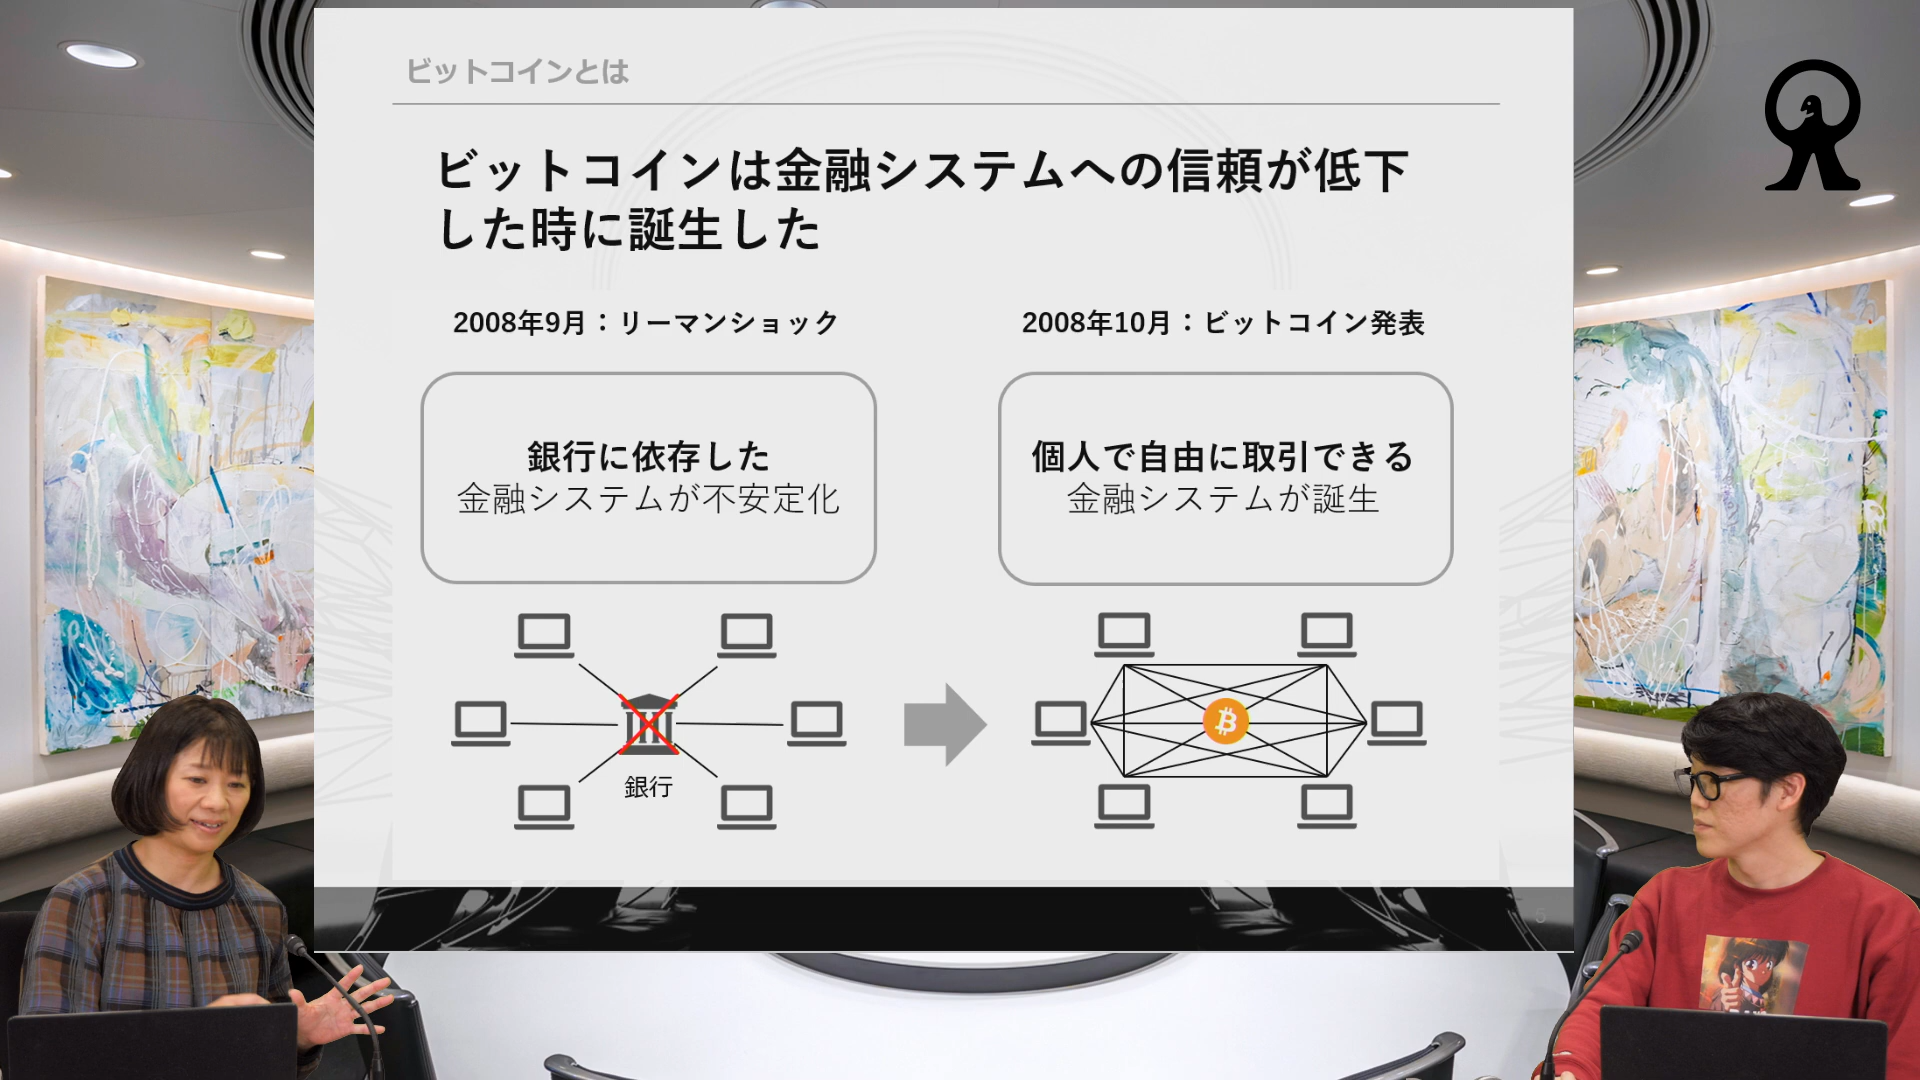 ビットコインとは
ビットコインは金融システムへの信頼が低下
した時に誕生した
2008年9月：リーマンショック
2008年10月：ビットコイン発表
銀行に依存した
金融システムが不安定化
個人で自由に取引できる
金融システムが誕生
銀行
5